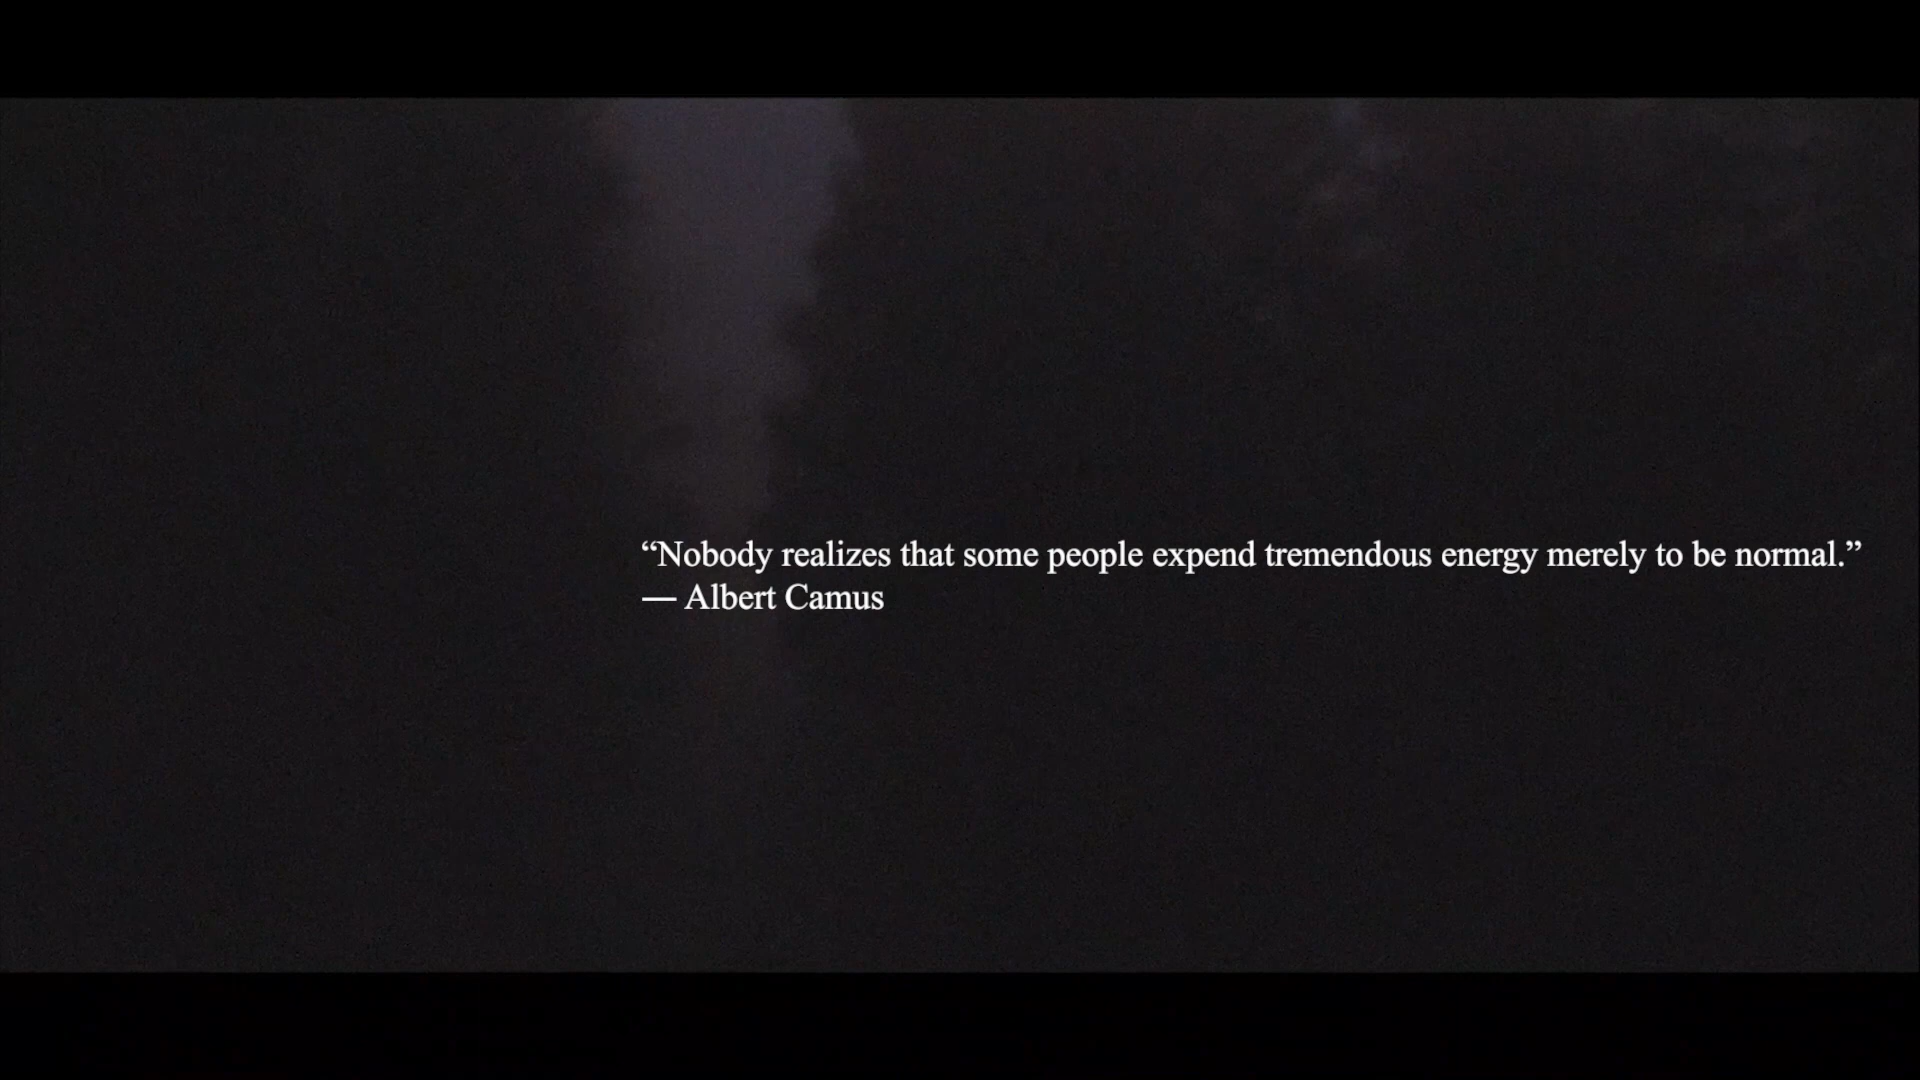 “Nobody realizes that some people expend tremendous energy merely to be normal.”
— Albert Camus